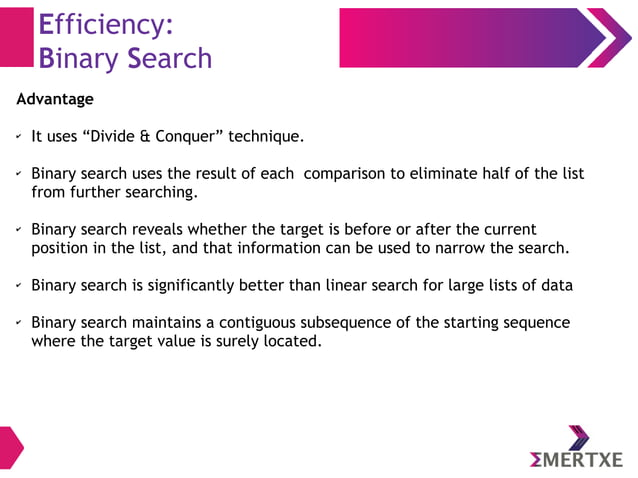 Efficiency:
Binary Search
Advantage
✔ It uses “Divide & Conquer” technique.
✔ Binary search uses the result of each  comparison to eliminate half of the list
from further searching.
✔ Binary search reveals whether the target is before or after the current
position in the list, and that information can be used to narrow the search.
✔ Binary search is significantly better than linear search for large lists of data
✔ Binary search maintains a contiguous subsequence of the starting sequence
where the target value is surely located.
EMERTXE